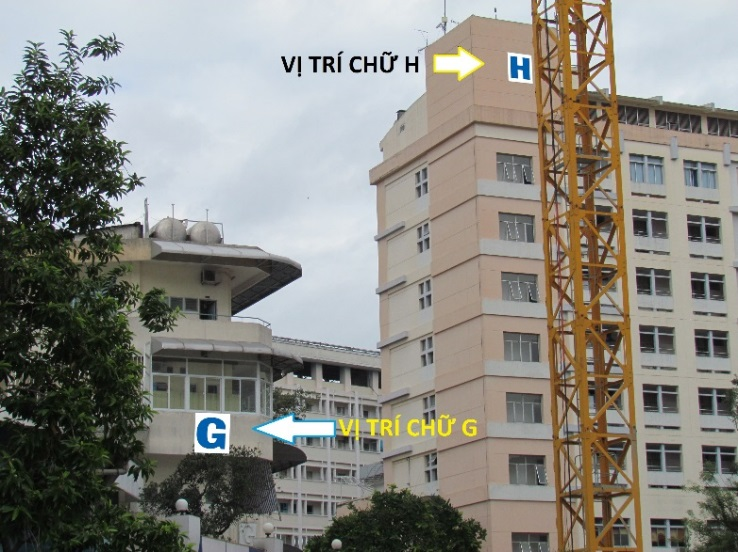 VỊ TRÍ CHỮ H
H
G
VỊ TRÍ CHỮ G